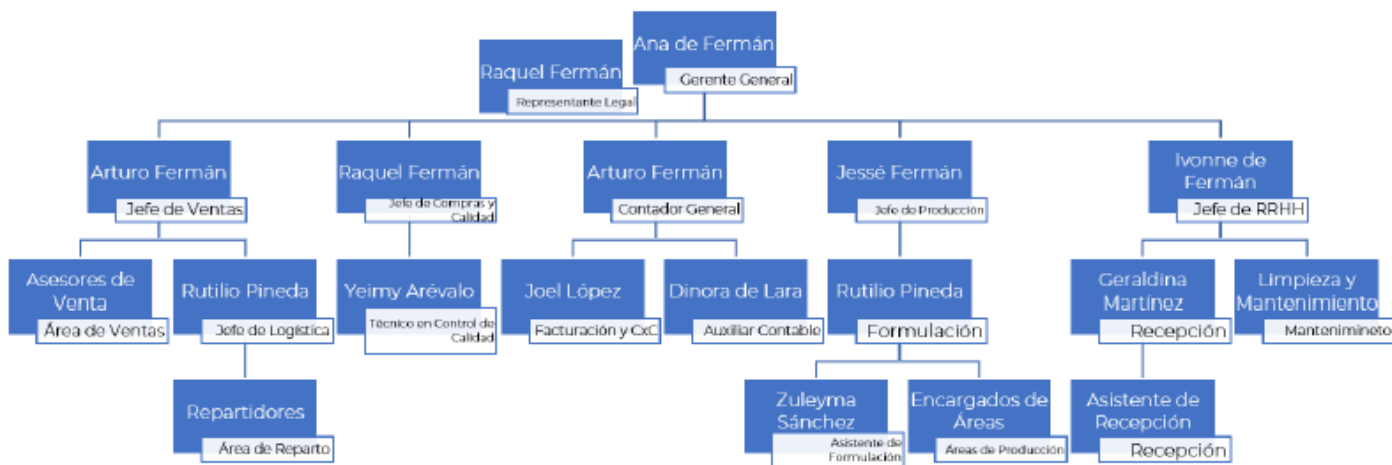 Ana de Fermán
Gerente General
Raquel Fermán
Representante Legal
Arturo Fermán
Jefe de Ventas
Raquel Fermán
Jefe de Compras y
Calidad
Arturo Fermán
Contador General
Jessé Fermán
Jefe de Producción
Ivonne de
Fermán
Jefe de RRHH
Asesores de
Venta
Área de Ventas
Rutilio Pineda
Jefe de Logística
Yeimy Arévalo
Técnico en Control de
Calidad
Joel López
Facturación y CxC
Dinora de Lara
Auxiliar Contable
Rutilio Pineda
Formulación
Geraldina
Martínez
Recepción
Limpieza y
Mantenimiento
Mantenimineto
Repartidores
Área de Reparto
Zuleyma
Sánchez
Asistente de
Formulación
Encargados de
Áreas
Áreas de Producción
Asistente de
Recepción
Recepción